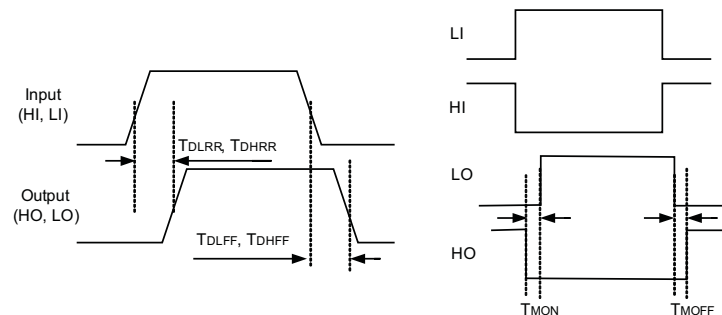 Input
(HI, LI)
TDLRR, TDHRR
Output
(HO, LO)
TDLFF, TDHFF
LI
HI
LO
HO
TMON
TMOFF